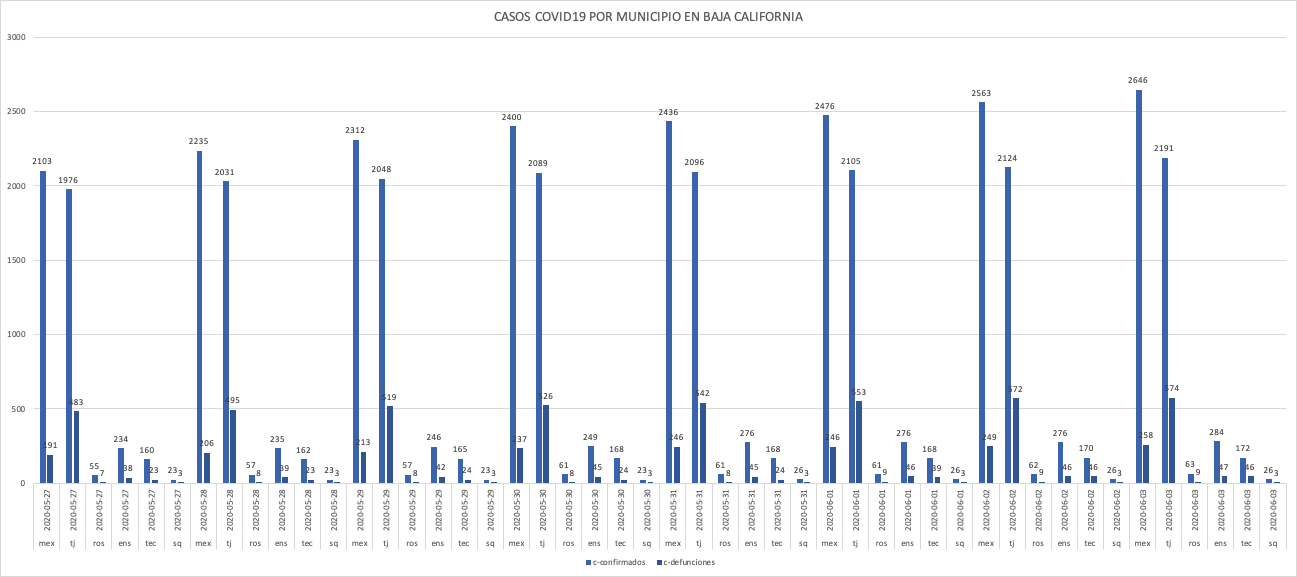 CASOS COVID19 POR MUNICIPIO EN BAJA CALIFORNIA
3000
2500
2000
1500
1000
500
0
2103 191 1976 483 55 7 234 38 160 23 23 3
2235 206 2031 495 57 8 235 39 162 23 23 3
2312 213 2048 519 57 8 246 42 165 24 23 3
2400 237 2089 526 61 8 249 45 168 24 23 3
2436 246 2096 542 61 8 276 45 168 24 26 3
2476 246 2105 553 61 9 276 46 168 39 26 3
2563 249 2124 572 62 9 276 46 170 46 26 3
2646 258 2191 574 63 9 284 47 172 46 26 3
2020-05-27 2020-05-27 2020-05-27 2020-05-27 2020-05-27 2020-05-27 2020-05-28 2020-05-28 2020-05-28 2020-05-28 2020-05-28 2020-05-28 2020-05-29 2020-05-29 2020-05-29 2020-05-29 2020-05-29 2020-05-29 2020-05-30 2020-05-30 2020-05-30 2020-05-30 2020-05-30 2020-05-30 2020-05-31 2020-05-31 2020-05-31 2020-05-31 2020-05-31 2020-05-31 2020-06-01 2020-06-01 2020-06-01 2020-06-01 2020-06-01 2020-06-01 2020-06-02 2020-06-02 2020-06-02 2020-06-02 2020-06-02 2020-06-02 2020-06-03 2020-06-03 2020-06-03 2020-06-03 2020-06-03 2020-06-03
mex tj ros ens tec sq mex tj ros ens tec sq mex tj ros ens tec sq mex tj ros ens tec sq mex tj ros ens tec sq mex tj ros ens tec sq mex tj ros ens tec sq mex tj ros ens tec sq
c-confirmados c-defunciones